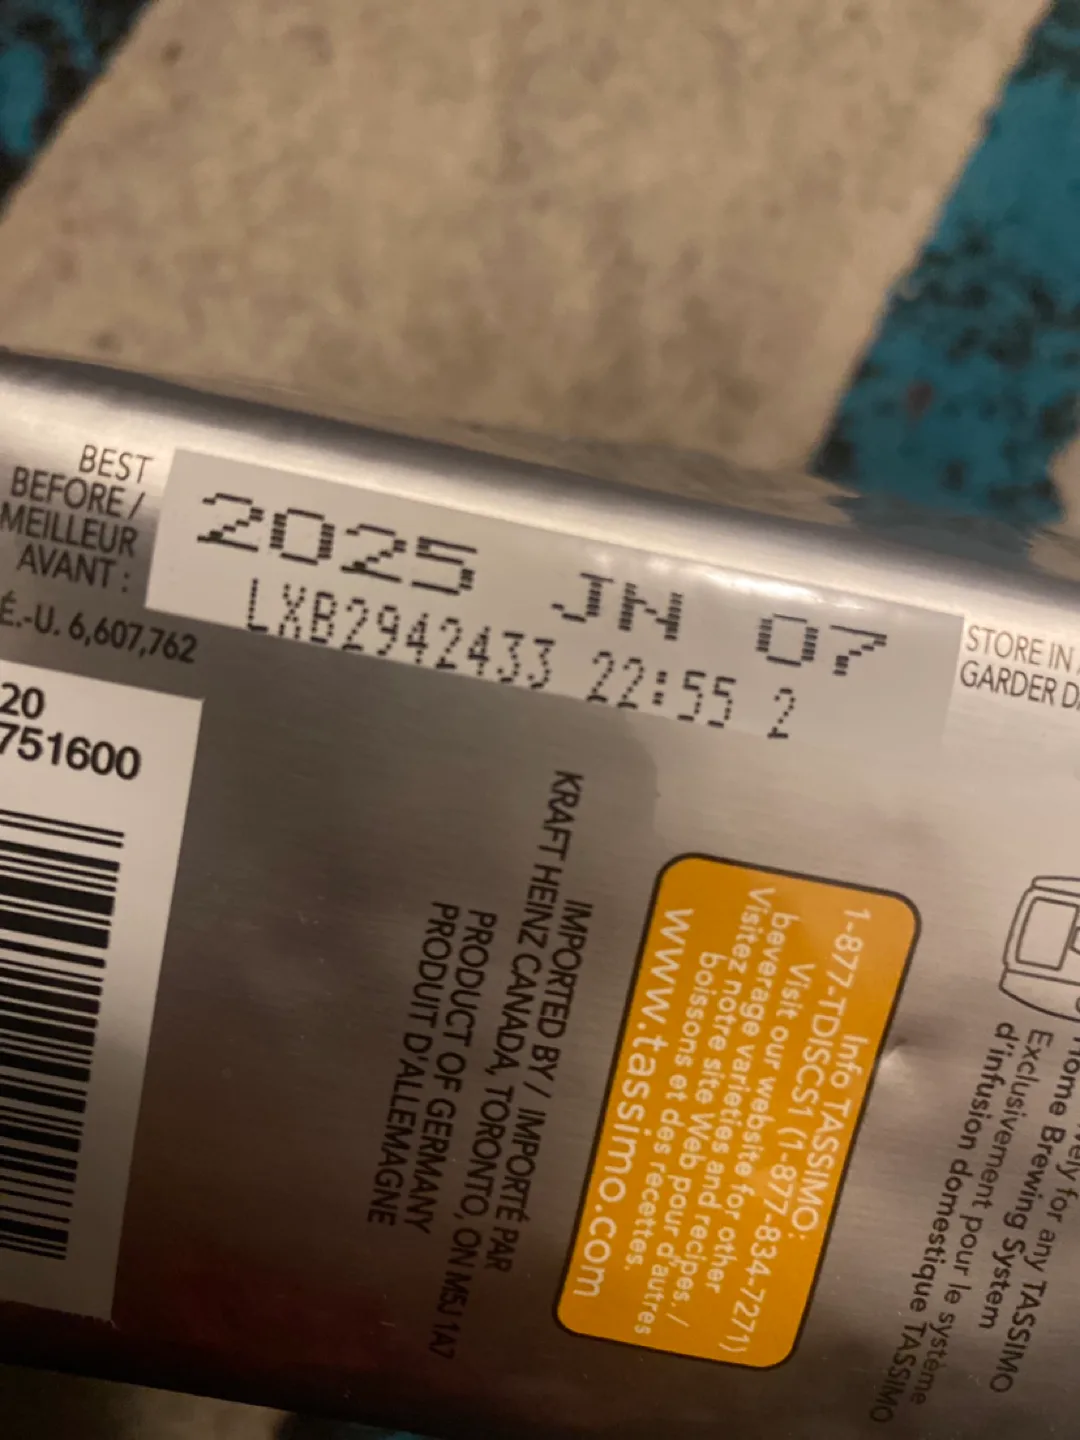 BEST
BEFORE /
MEILLEUR
AVANT :
É.-U. 6,607,762
2025 JN 07
LXB2942433 22:55 2
STORE IN
GARDER
20
751600
IMPORTED BY / IMPORTÉ PAR
KRAFT HEINZ CANADA, TORONTO, ON M5J 1A7
PRODUCT OF GERMANY
PRODUIT D'ALLEMAGNE
Info TASSIMO:
1-877-TDISCS1 (1-877-834-7271)
Visit our website for other
beverage varieties and recipes. /
Visitez notre site Web pour d'autres
boissons et des recettes.
www.tassimo.com
for any TASSIMO
Home Brewing System
Exclusivement pour le système
d'infusion domestique TASSIMO